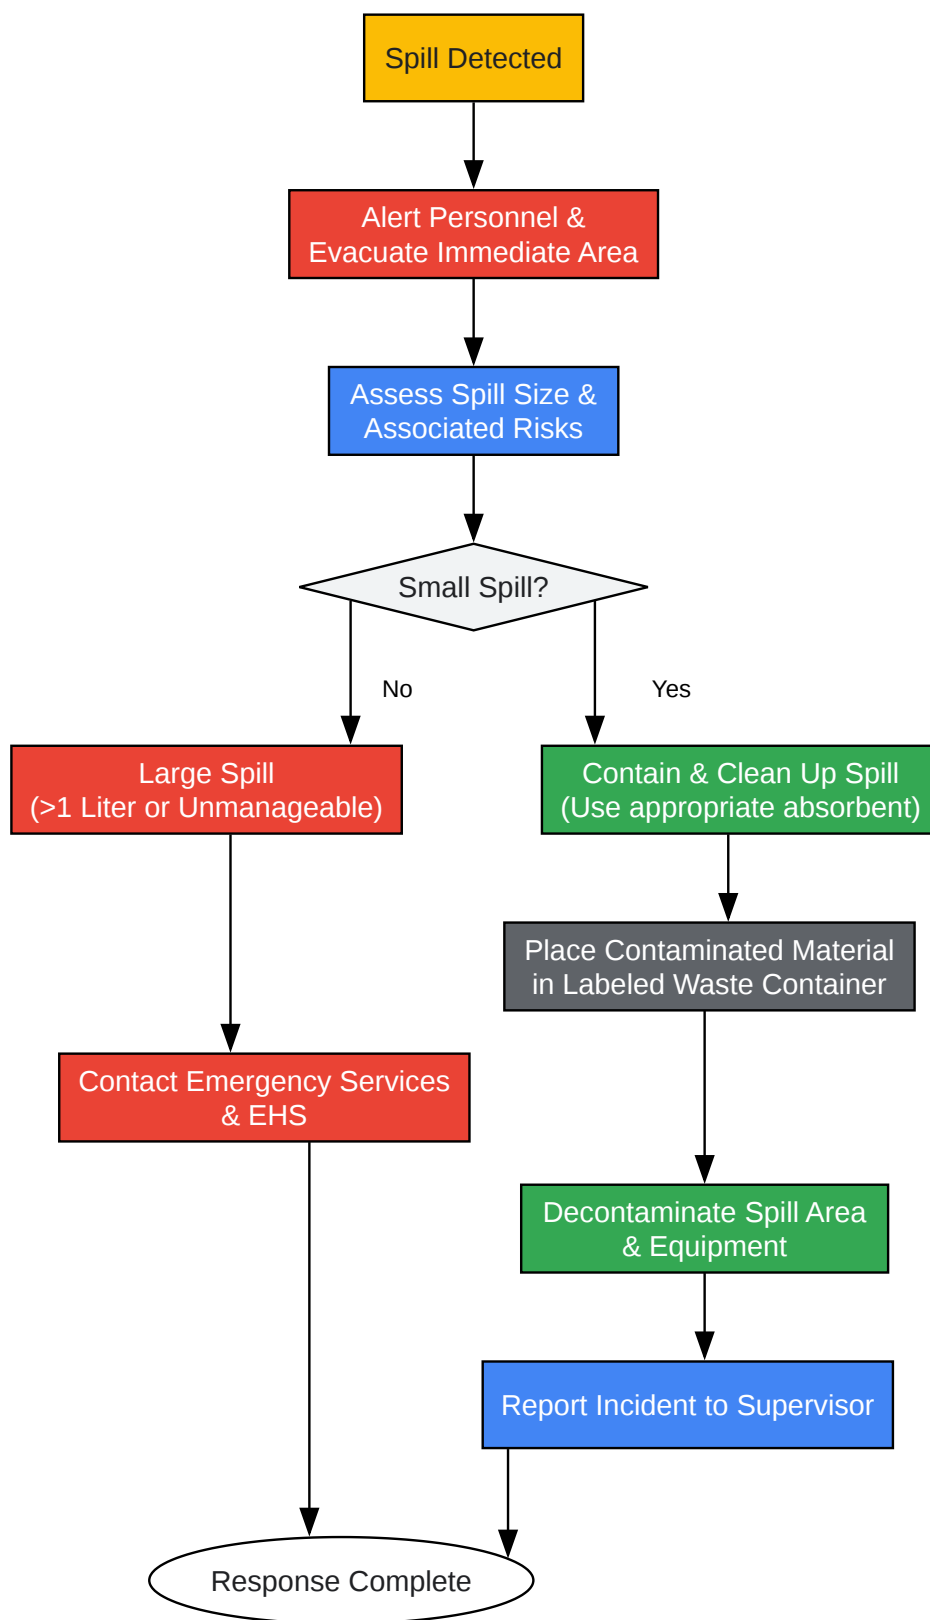 Spill Detected
Alert Personnel &
Evacuate Immediate Area
Assess Spill Size &
Associated Risks
Small Spill?
No
Yes
Large Spill
(>1 Liter or Unmanageable)
Contain & Clean Up Spill
(Use appropriate absorbent)
Place Contaminated Material
in Labeled Waste Container
Contact Emergency Services
& EHS
Decontaminate Spill Area
& Equipment
Report Incident to Supervisor
Response Complete